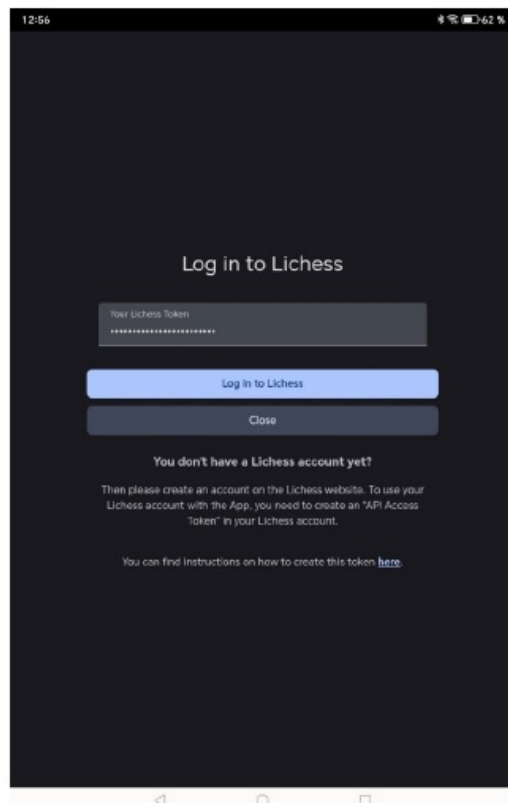 12:56
62 %
Log in to Lichess
Your Lichess Token
Log in to Lichess
Close
You don't have a Lichess account yet?
Then please create an account on the Lichess website. To use your
Lichess account with the App, you need to create an "API Access
Token" in your Lichess account.
You can find instructions on how to create this token here.